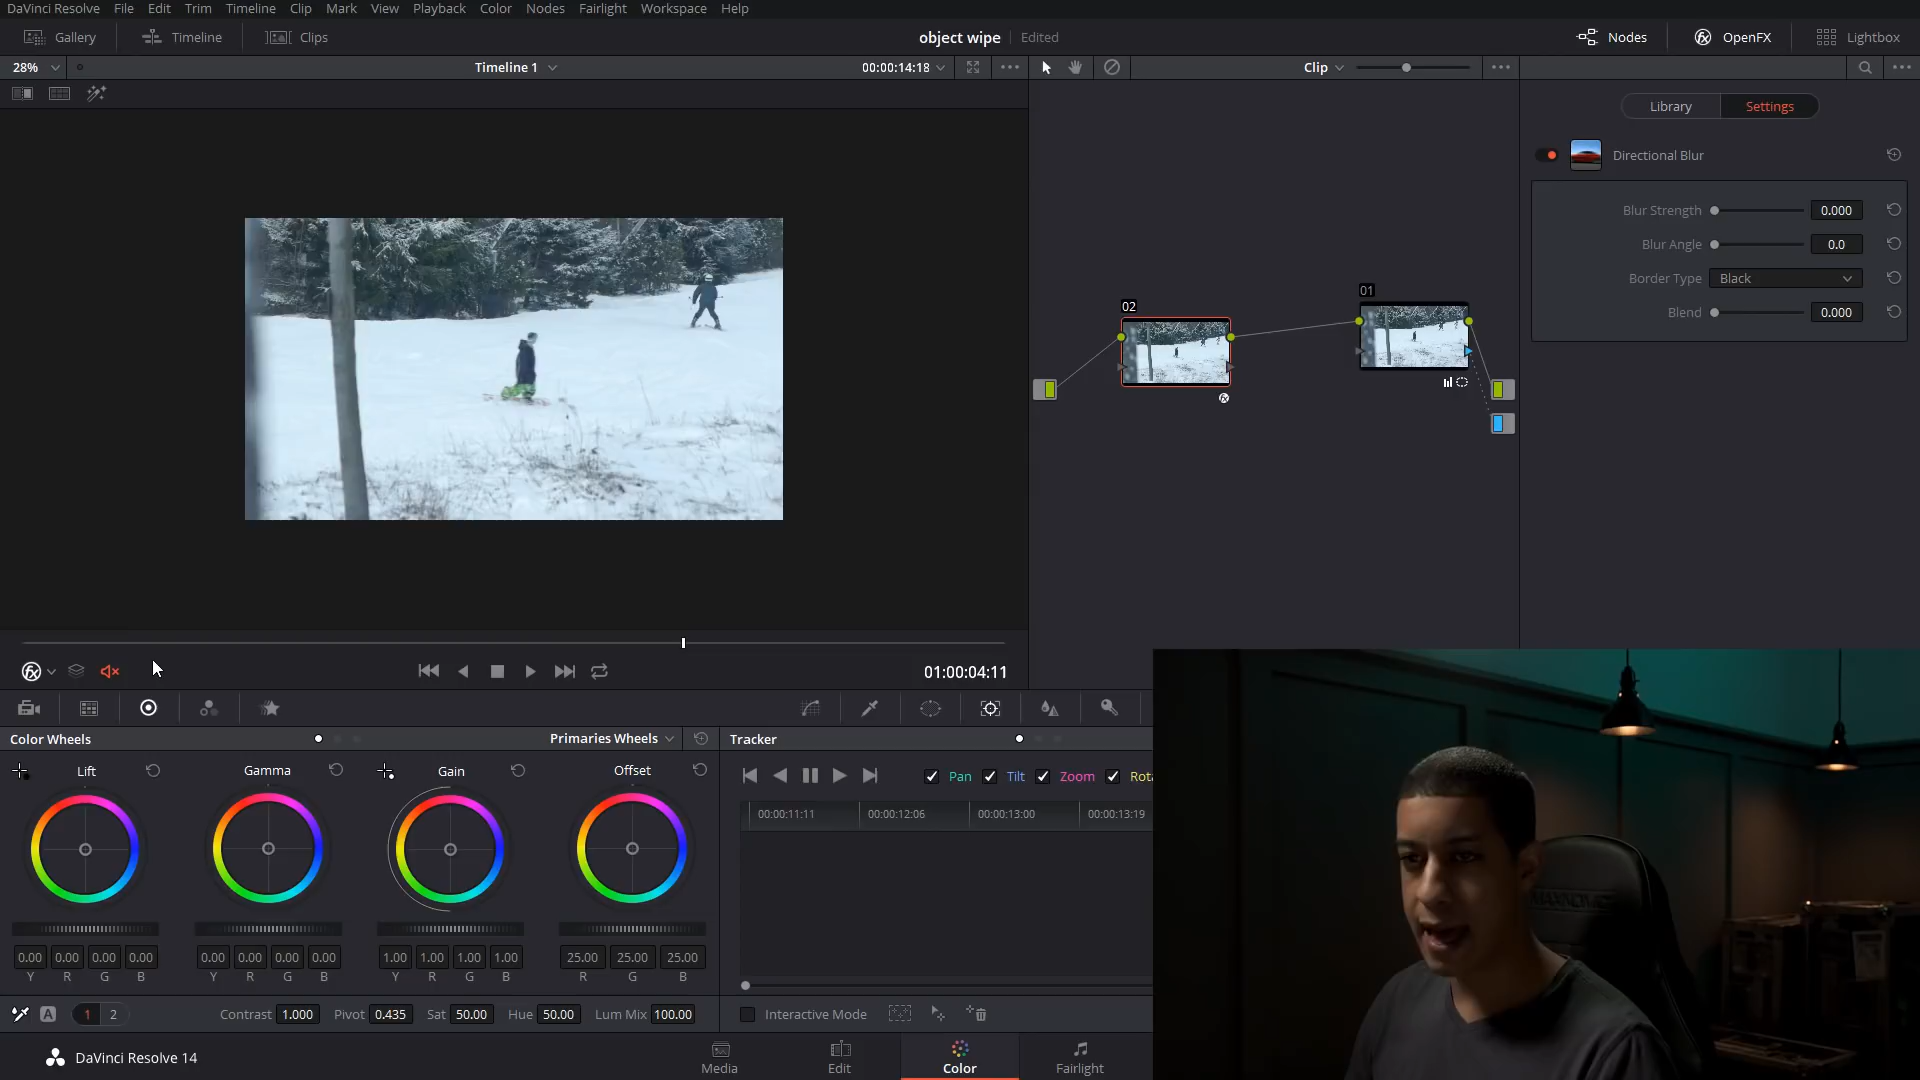 DaVinci Resolve File Edit Trim Timeline Clip Mark View Playback Color Nodes Fairlight Workspace Help
Gallery Timeline Clips object wipe Edited Nodes OpenFX Lightbox
28% Timeline 1 00:00:14:18 Clip
Library Settings
Directional Blur
Blur Strength 0.000
Blur Angle 0.0
Border Type Black
Blend 0.000
02
01
01:00:04:11
Color Wheels Primaries Wheels Tracker
Lift Gamma Gain Offset
Pan Tilt Zoom Rota
00:00:11:11 00:00:12:06 00:00:13:00 00:00:13:19
0.00 0.00 0.00 0.00 0.00 0.00 0.00 0.00 1.00 1.00 1.00 1.00 25.00 25.00 25.00
Y R G B Y R G B Y R G B R G B
A 1 2 Contrast 1.000 Pivot 0.435 Sat 50.00 Hue 50.00 Lum Mix 100.00
Interactive Mode
DaVinci Resolve 14
Media Edit Color Fairlight
MAXNOMIC